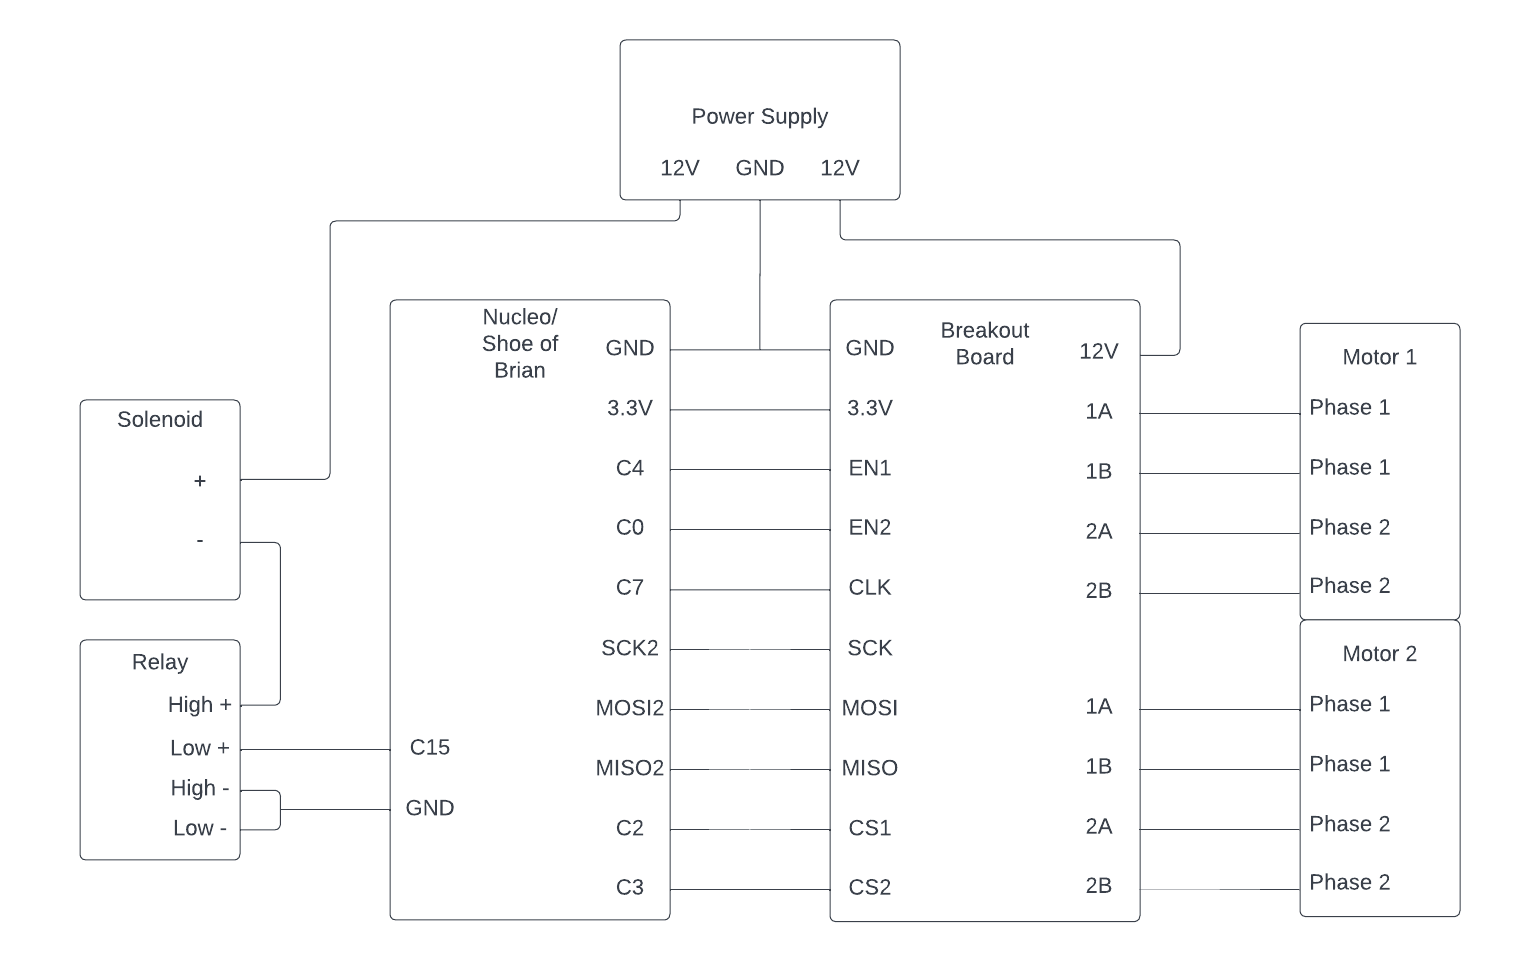 Power Supply
12V
GND
12V
Nucleo/
Shoe of
Brian
GND
3.3V
C4
C0
C7
SCK2
MOSI2
MISO2
C2
C3
C15
GND
Breakout
Board
GND
3.3V
EN1
EN2
CLK
SCK
MOSI
MISO
CS1
CS2
12V
1A
1B
2A
2B
1A
1B
2A
2B
Motor 1
Phase 1
Phase 1
Phase 2
Phase 2
Motor 2
Phase 1
Phase 1
Phase 2
Phase 2
Solenoid
+
-
Relay
High +
Low +
High -
Low -